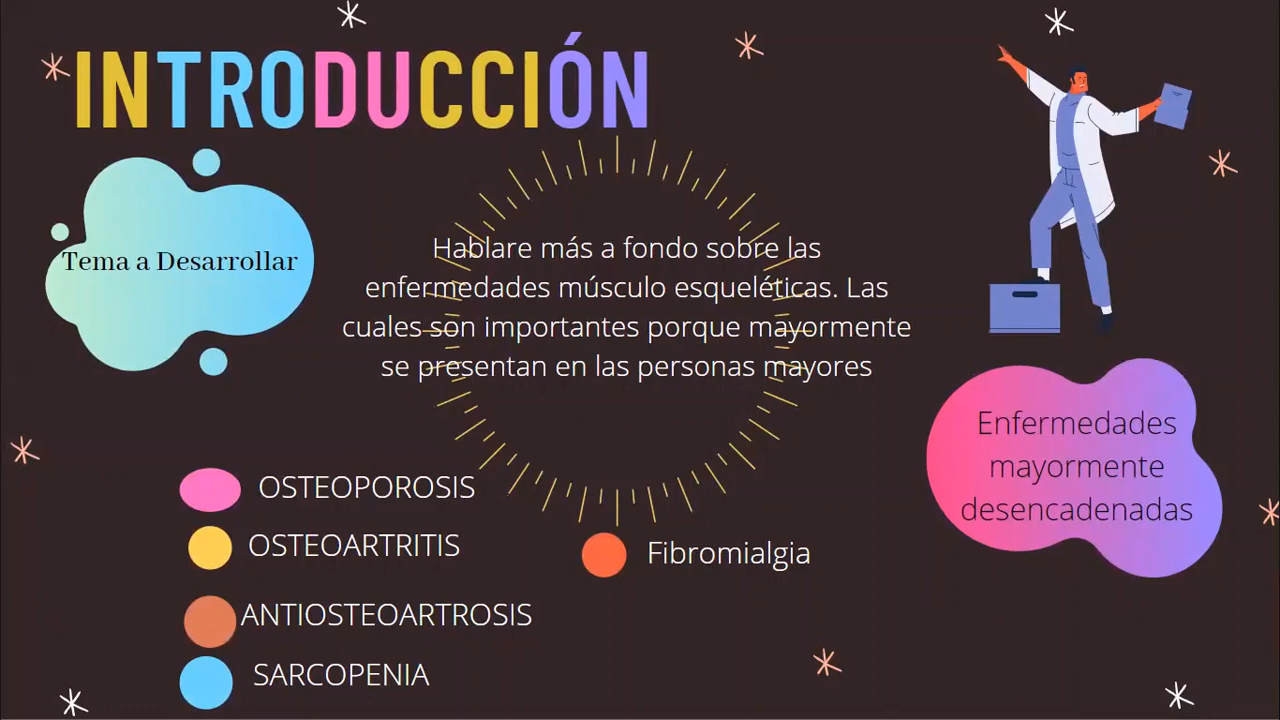 INTRODUCCIÓN
Tema a Desarrollar
Hablare más a fondo sobre las
enfermedades músculo esqueléticas. Las
cuales son importantes porque mayormente
se presentan en las personas mayores
Enfermedades
mayormente
desencadenadas
OSTEOPOROSIS
OSTEOARTRITIS
ANTIOSTEOARTROSIS
SARCOPENIA
Fibromialgia